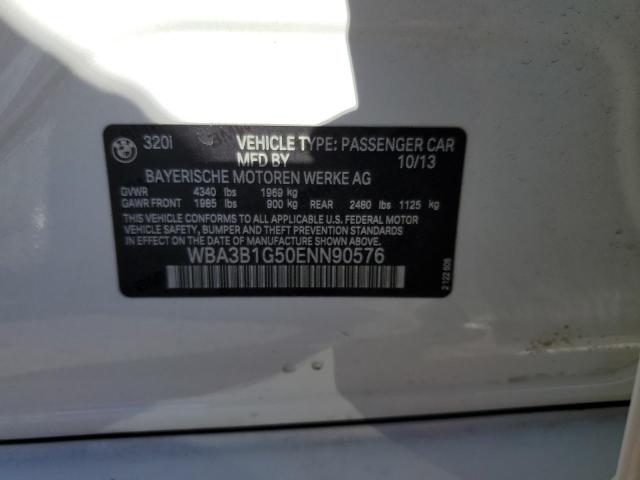 320i VEHICLE TYPE: PASSENGER CAR
MFD BY 10/13
BAYERISCHE MOTOREN WERKE AG
GVWR 4340 lbs 1969 kg
GAWR FRONT 1985 lbs 900 kg REAR 2480 lbs 1125 kg
THIS VEHICLE CONFORMS TO ALL APPLICABLE U.S. FEDERAL MOTOR
VEHICLE SAFETY, BUMPER AND THEFT PREVENTION STANDARDS IN
EFFECT ON THE DATE OF MANUFACTURE SHOWN ABOVE.
WBA3B1G50ENN90576